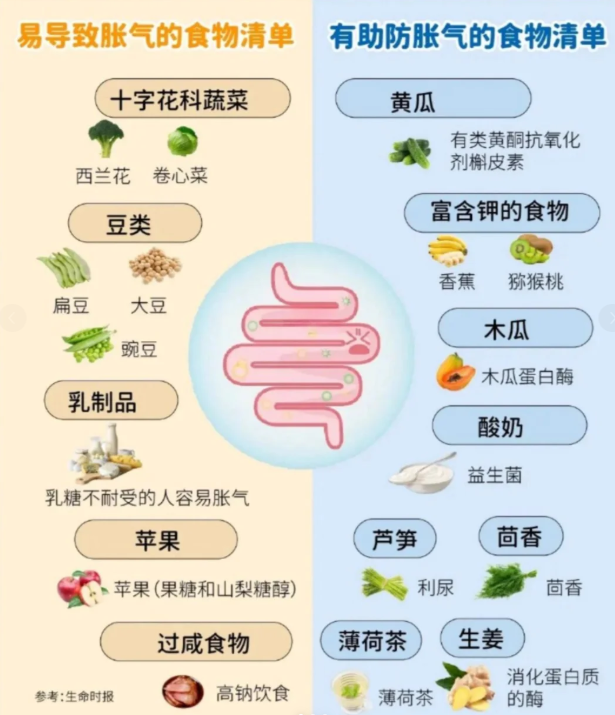 易导致胀气的食物清单
十字花科蔬菜
西兰花
卷心菜
豆类
扁豆
大豆
豌豆
乳制品
乳糖不耐受的人容易胀气
苹果
苹果(果糖和山梨糖醇)
过咸食物
高钠饮食
参考:生命时报
有助防胀气的食物清单
黄瓜
有类黄酮抗氧化
剂槲皮素
富含钾的食物
香蕉
猕猴桃
木瓜
木瓜蛋白酶
酸奶
益生菌
芦笋
利尿
茴香
茴香
薄荷茶
薄荷茶
生姜
消化蛋白质
的酶